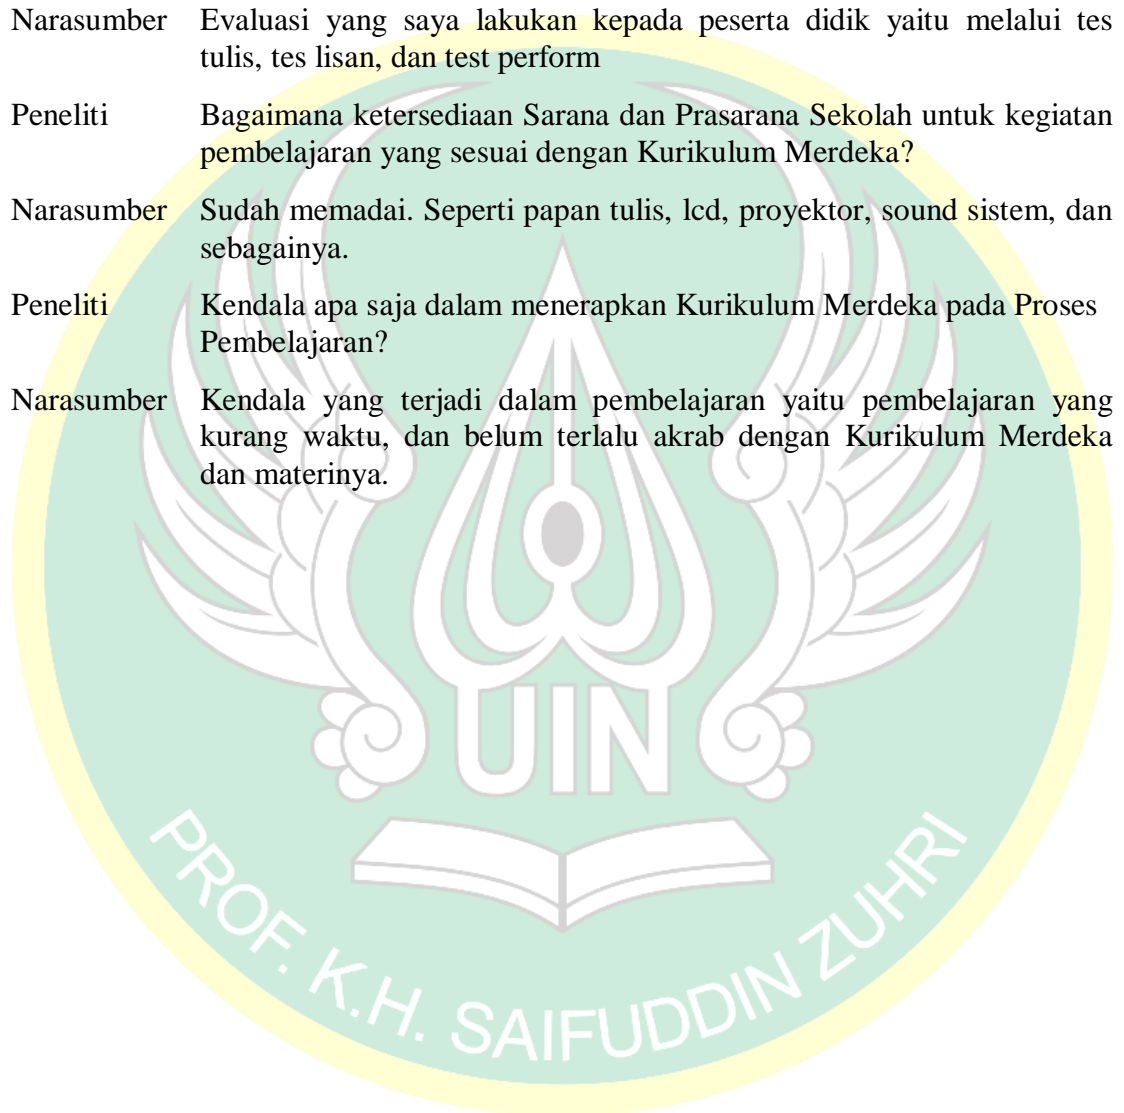 Narasumber Evaluasi yang saya lakukan kepada peserta didik yaitu melalui tes
tulis, tes lisan, dan test perform
Peneliti Bagaimana ketersediaan Sarana dan Prasarana Sekolah untuk kegiatan
pembelajaran yang sesuai dengan Kurikulum Merdeka?
Narasumber Sudah memadai. Seperti papan tulis, lcd, proyektor, sound sistem, dan
sebagainya.
Peneliti Kendala apa saja dalam menerapkan Kurikulum Merdeka pada Proses
Pembelajaran?
Narasumber Kendala yang terjadi dalam pembelajaran yaitu pembelajaran yang
kurang waktu, dan belum terlalu akrab dengan Kurikulum Merdeka
dan materinya.
UIN
PROF. K.H. SAIFUDDIN ZUHRI